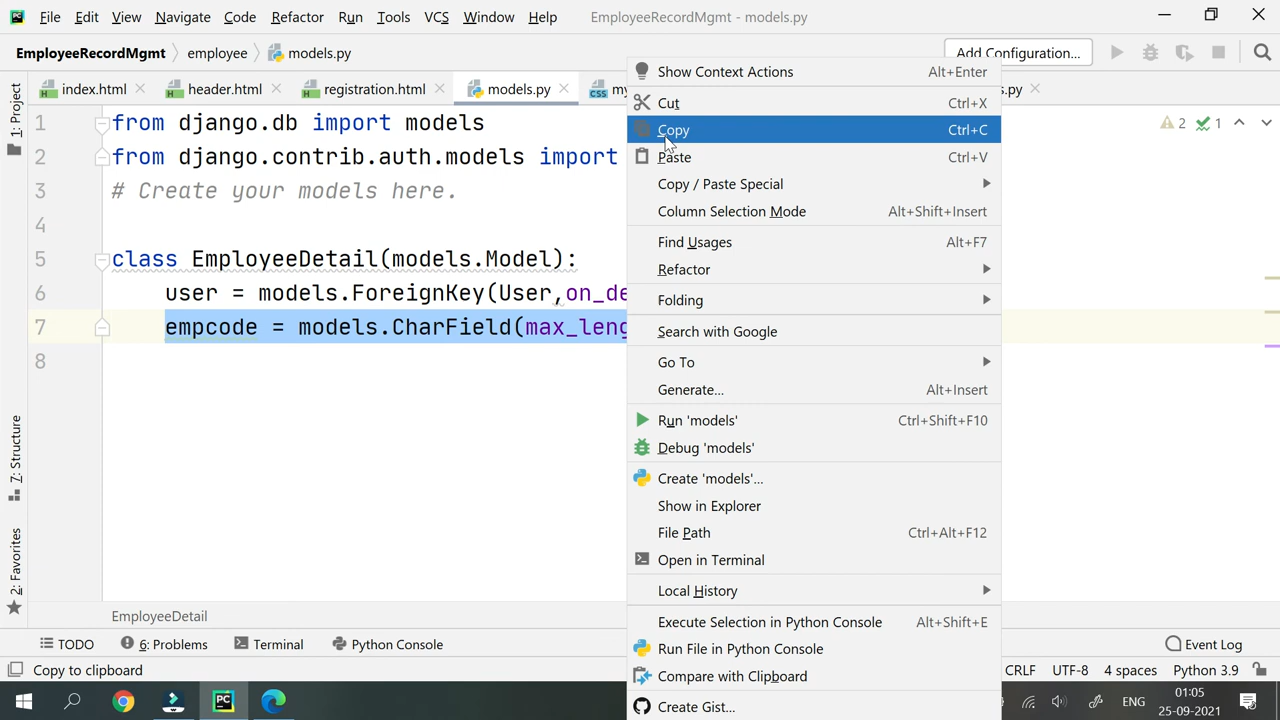 PC File Edit View Navigate Code Refactor Run Tools VCS Window Help EmployeeRecordMgmt - models.py
EmployeeRecordMgmt employee models.py Add Configuration...
index.html header.html registration.html models.py my .py
1: Project
1 from django.db import models
2 from django.contrib.auth.models import
3 # Create your models here.
4
5 class EmployeeDetail(models.Model):
6 user = models.ForeignKey(User,on_de
7 empcode = models.CharField(max_leng
8
2 1
Show Context Actions Alt+Enter
Cut Ctrl+X
Copy Ctrl+C
Paste Ctrl+V
Copy / Paste Special
Column Selection Mode Alt+Shift+Insert
Find Usages Alt+F7
Refactor
Folding
Search with Google
Go To
Generate... Alt+Insert
Run 'models' Ctrl+Shift+F10
Debug 'models'
Create 'models'...
Show in Explorer
File Path Ctrl+Alt+F12
Open in Terminal
Local History
Execute Selection in Python Console Alt+Shift+E
Run File in Python Console
Compare with Clipboard
Create Gist...
7: Structure
2: Favorites
EmployeeDetail
TODO 6: Problems Terminal Python Console Event Log
Copy to clipboard CRLF UTF-8 4 spaces Python 3.9
PC ENG 01:05
25-09-2021